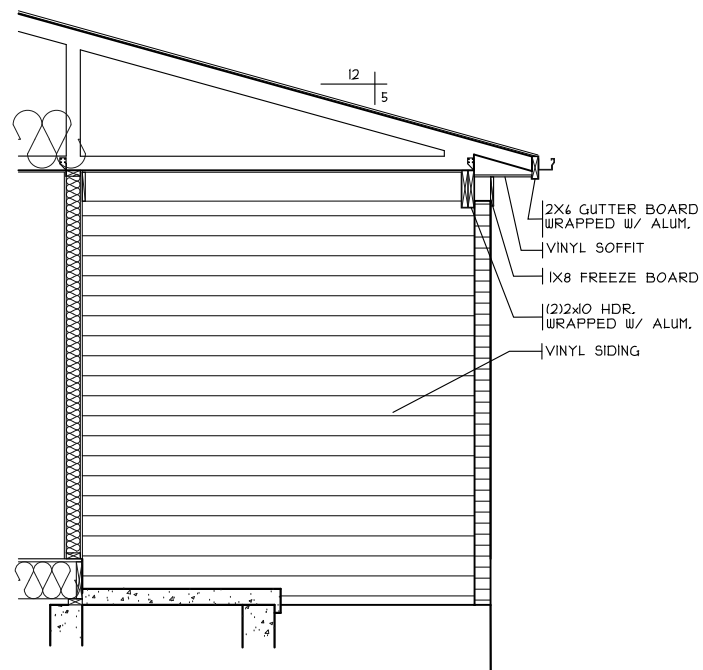 12
5
2X6 GUTTER BOARD
WRAPPED W/ ALUM.
VINYL SOFFIT
1X8 FREEZE BOARD
(2)2x10 HDR.
WRAPPED W/ ALUM.
VINYL SIDING